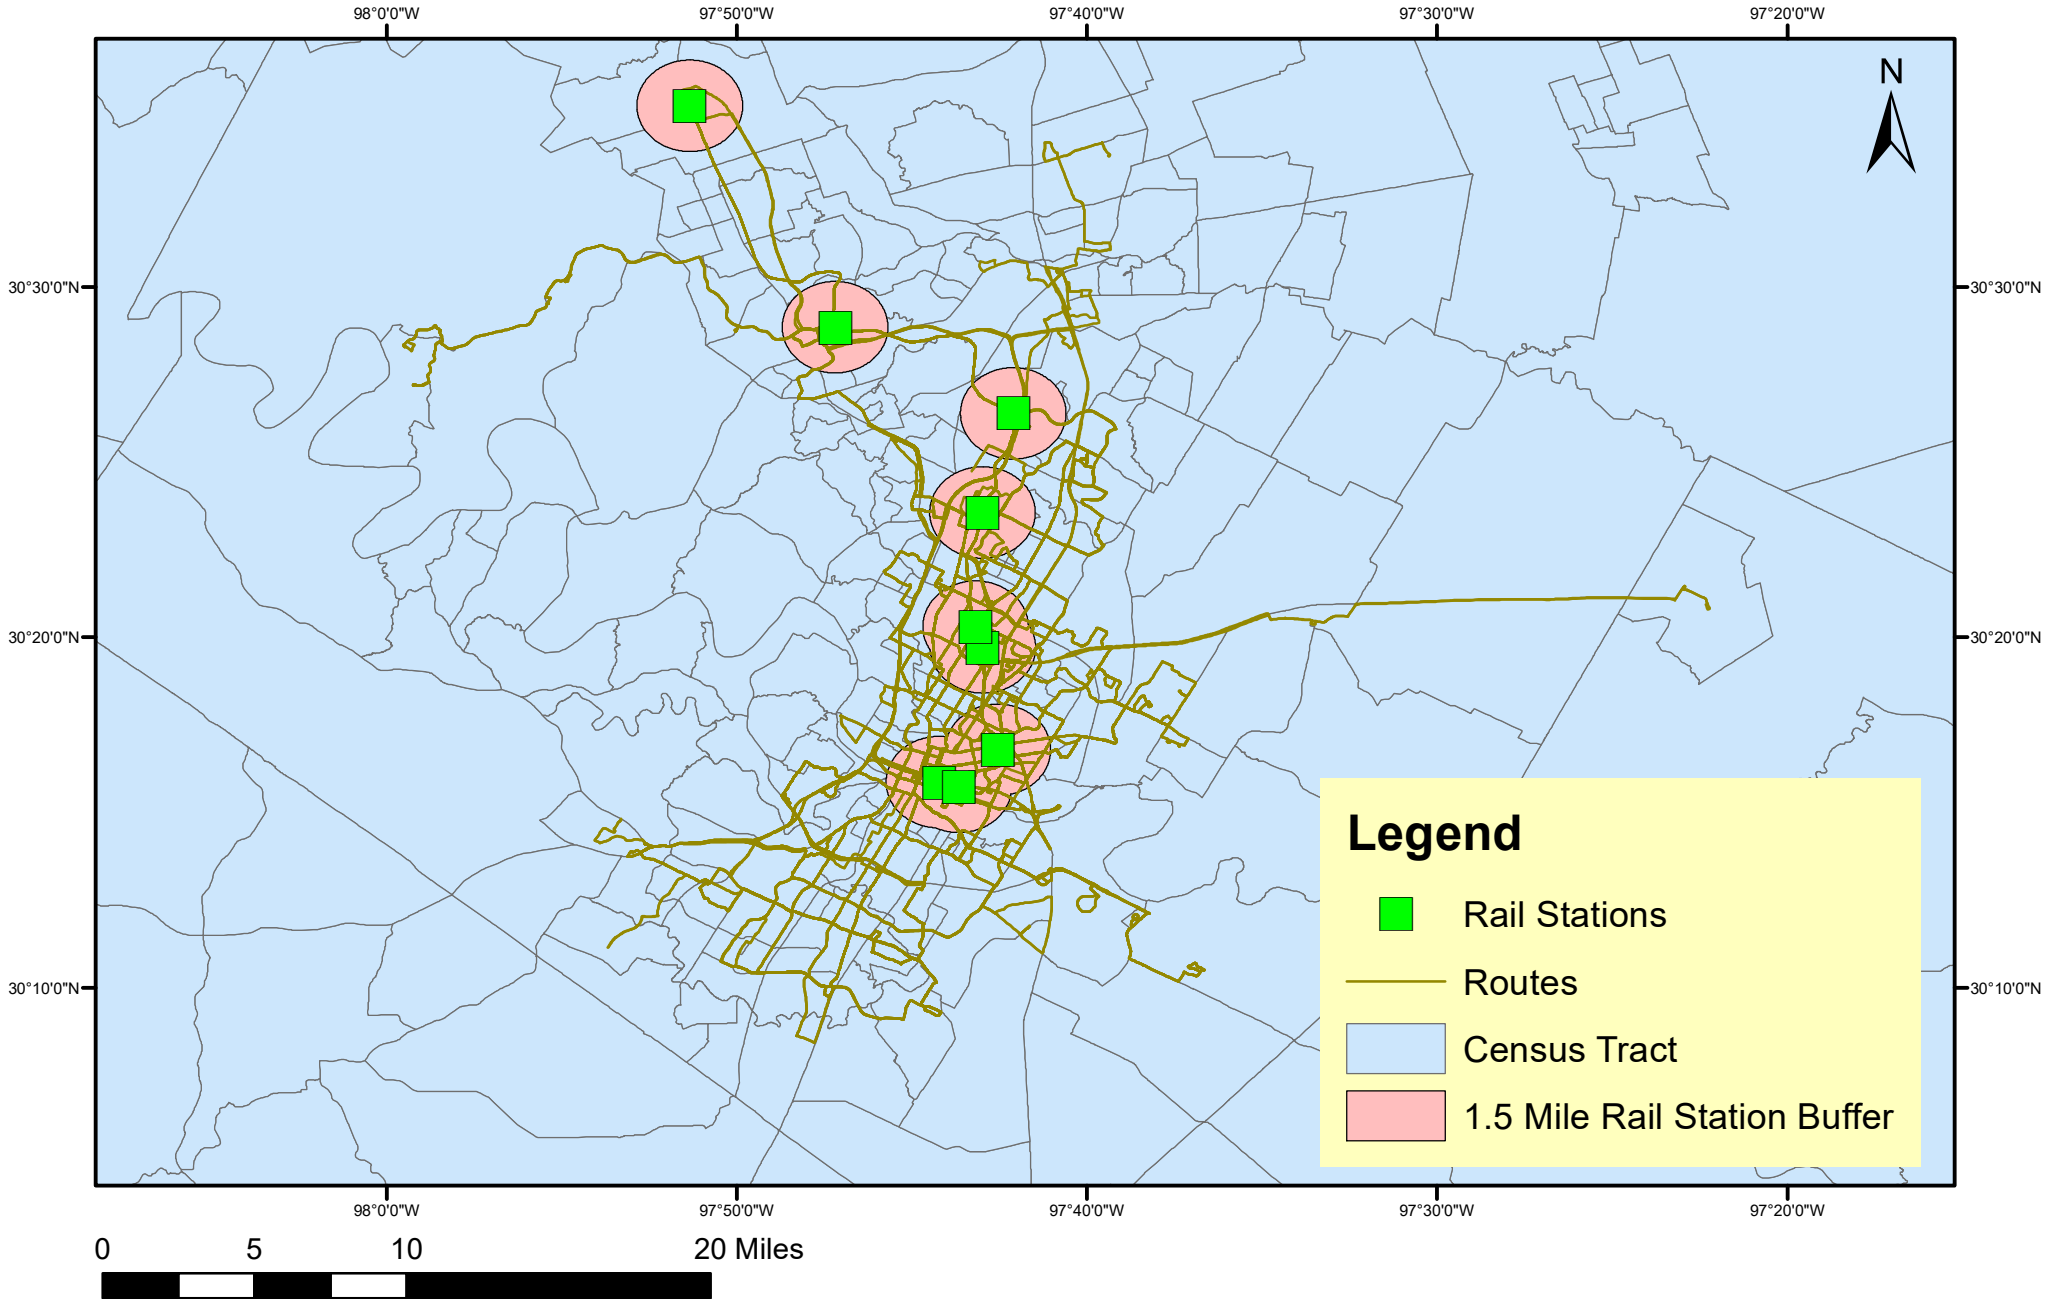 98°0'0"W 97°50'0"W 97°40'0"W 97°30'0"W 97°20'0"W
N
30°30'0"N 30°30'0"N
30°20'0"N 30°20'0"N
Legend
Rail Stations
Routes
30°10'0"N 30°10'0"N
Census Tract
1.5 Mile Rail Station Buffer
98°0'0"W 97°50'0"W 97°40'0"W 97°30'0"W 97°20'0"W
0 5 10 20 Miles